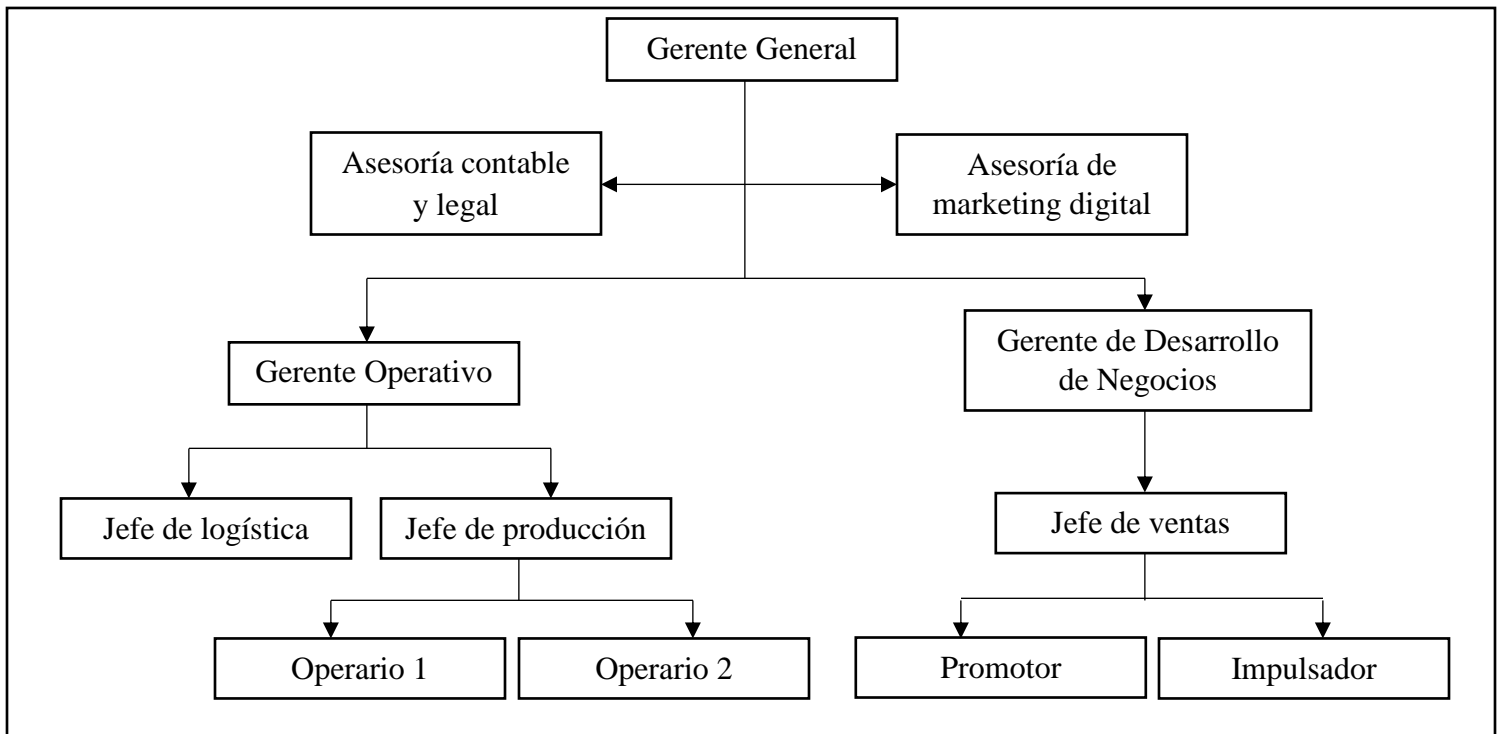 Gerente General
Asesoría contable
y legal
Asesoría de
marketing digital
Gerente Operativo
Gerente de Desarrollo
de Negocios
Jefe de logística
Jefe de producción
Jefe de ventas
Operario 1
Operario 2
Promotor
Impulsador